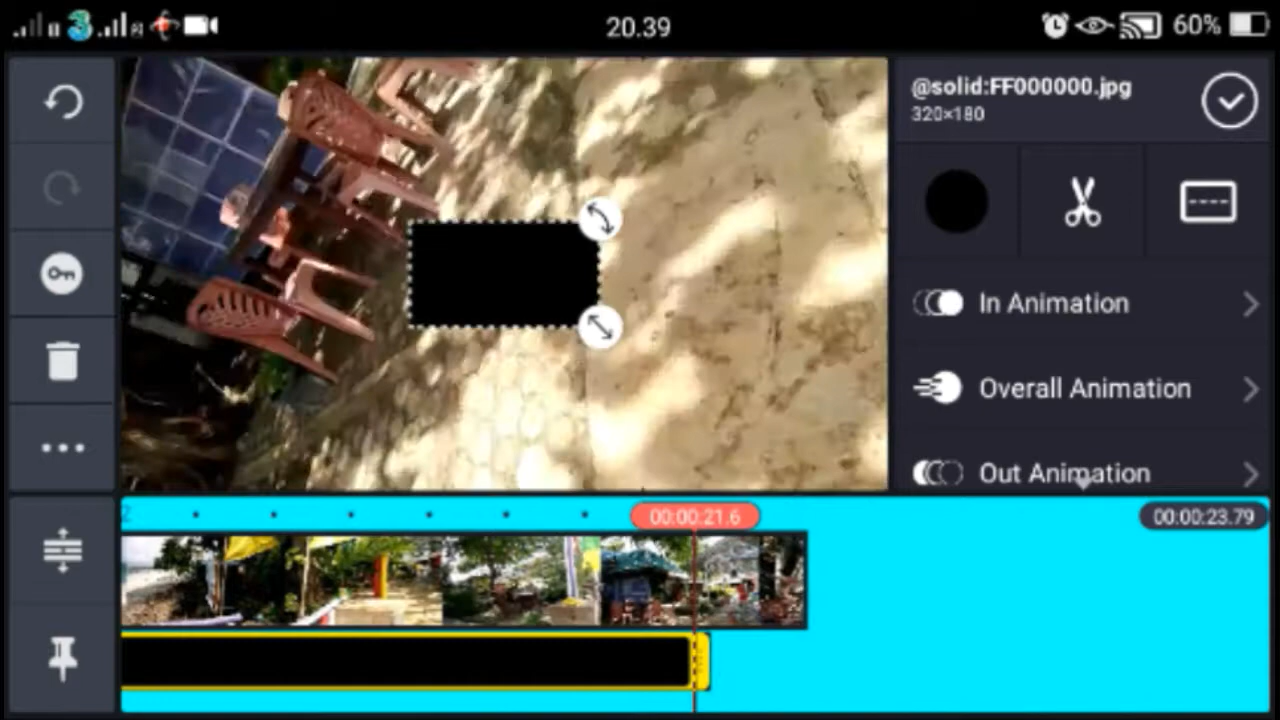 3
20.39
60%
@solid:FF000000.jpg
320×180
In Animation
Overall Animation
Out Animation
00:00:21.6
00:00:23.79